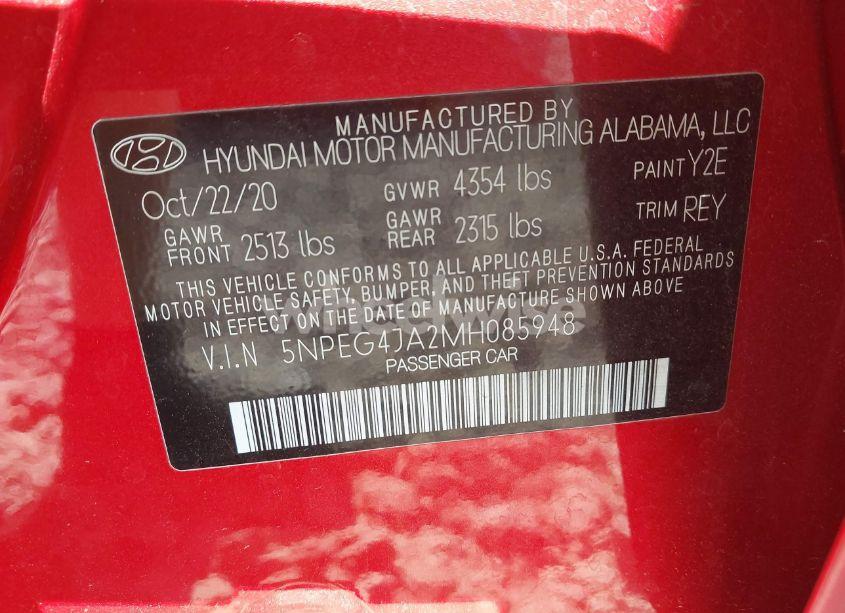 MANUFACTURED BY
HYUNDAI MOTOR MANUFACTURING ALABAMA, LLC
Oct/22/20 GVWR 4354 lbs PAINT Y2E
GAWR FRONT 2513 lbs GAWR REAR 2315 lbs TRIM REY
THIS VEHICLE CONFORMS TO ALL APPLICABLE U.S.A. FEDERAL
MOTOR VEHICLE SAFETY, BUMPER, AND THEFT PREVENTION STANDARDS
IN EFFECT ON THE DATE OF MANUFACTURE SHOWN ABOVE
V.I.N 5NPEG4JA2MH085948
PASSENGER CAR